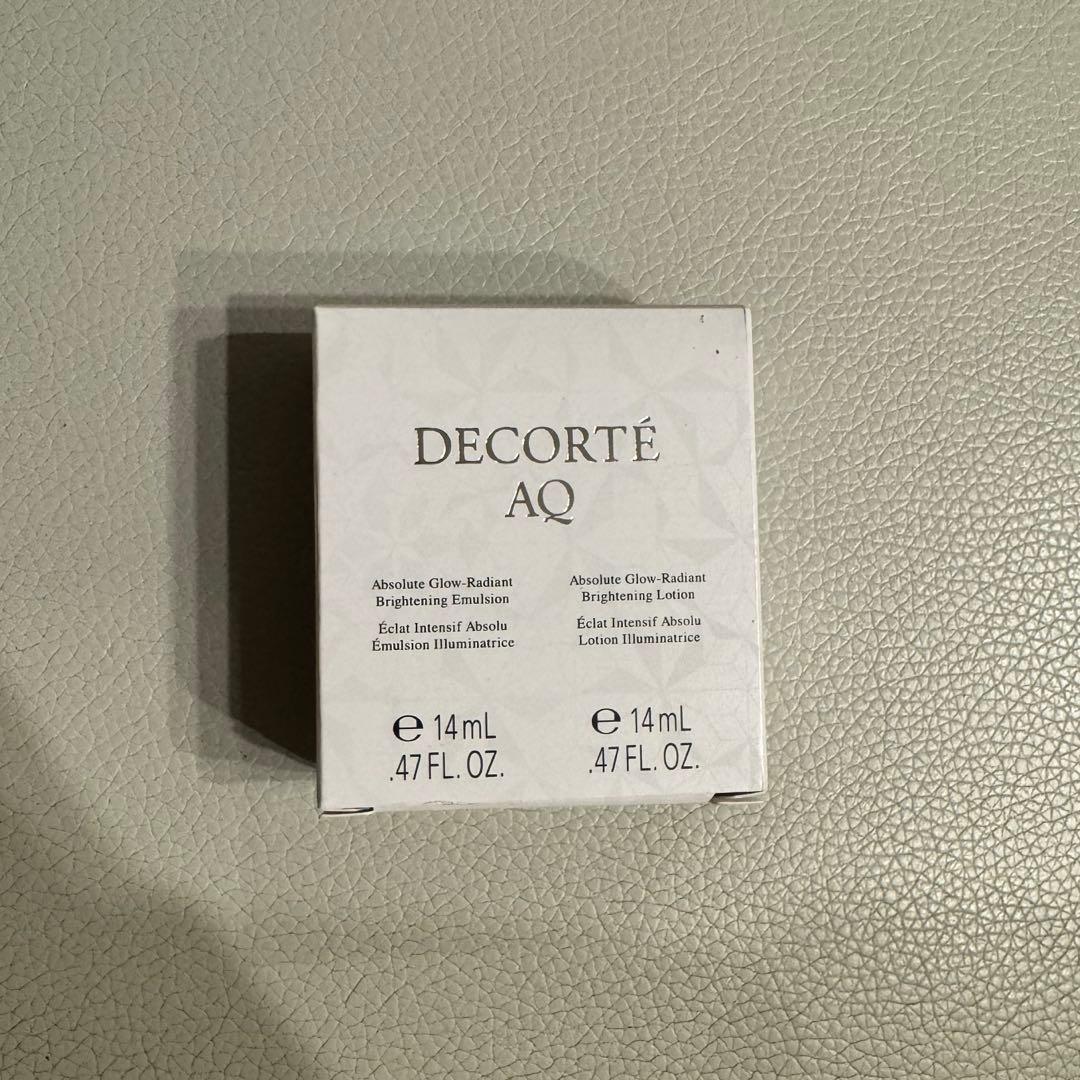 DECORTÉ
AQ
Absolute Glow-Radiant
Brightening Emulsion
Éclat Intensif Absolu
Émulsion Illuminatrice
℮ 14mL
.47 FL. OZ.
Absolute Glow-Radiant
Brightening Lotion
Éclat Intensif Absolu
Lotion Illuminatrice
℮ 14mL
.47 FL. OZ.